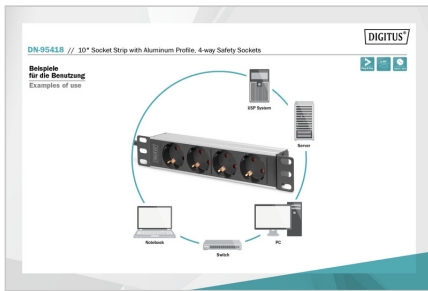 DIGITUS®
DN-95418 // 10" Socket Strip with Aluminum Profile, 4-way Safety Sockets
Beispiele
für die Benutzung
Examples of use
USP System
Server
Notebook
Switch
PC